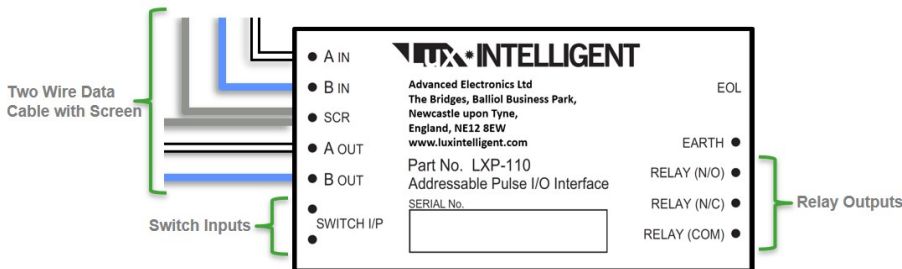 Two Wire Data
Cable with Screen
Switch Inputs
A IN
B IN
SCR
A OUT
B OUT
SWITCH I/P
LUX INTELLIGENT
Advanced Electronics Ltd
The Bridges, Balliol Business Park,
Newcastle upon Tyne,
England, NE12 8EW
www.luxintelligent.com
Part No. LXP-110
Addressable Pulse I/O Interface
SERIAL No.
EOL
EARTH
RELAY (N/O)
RELAY (N/C)
RELAY (COM)
Relay Outputs